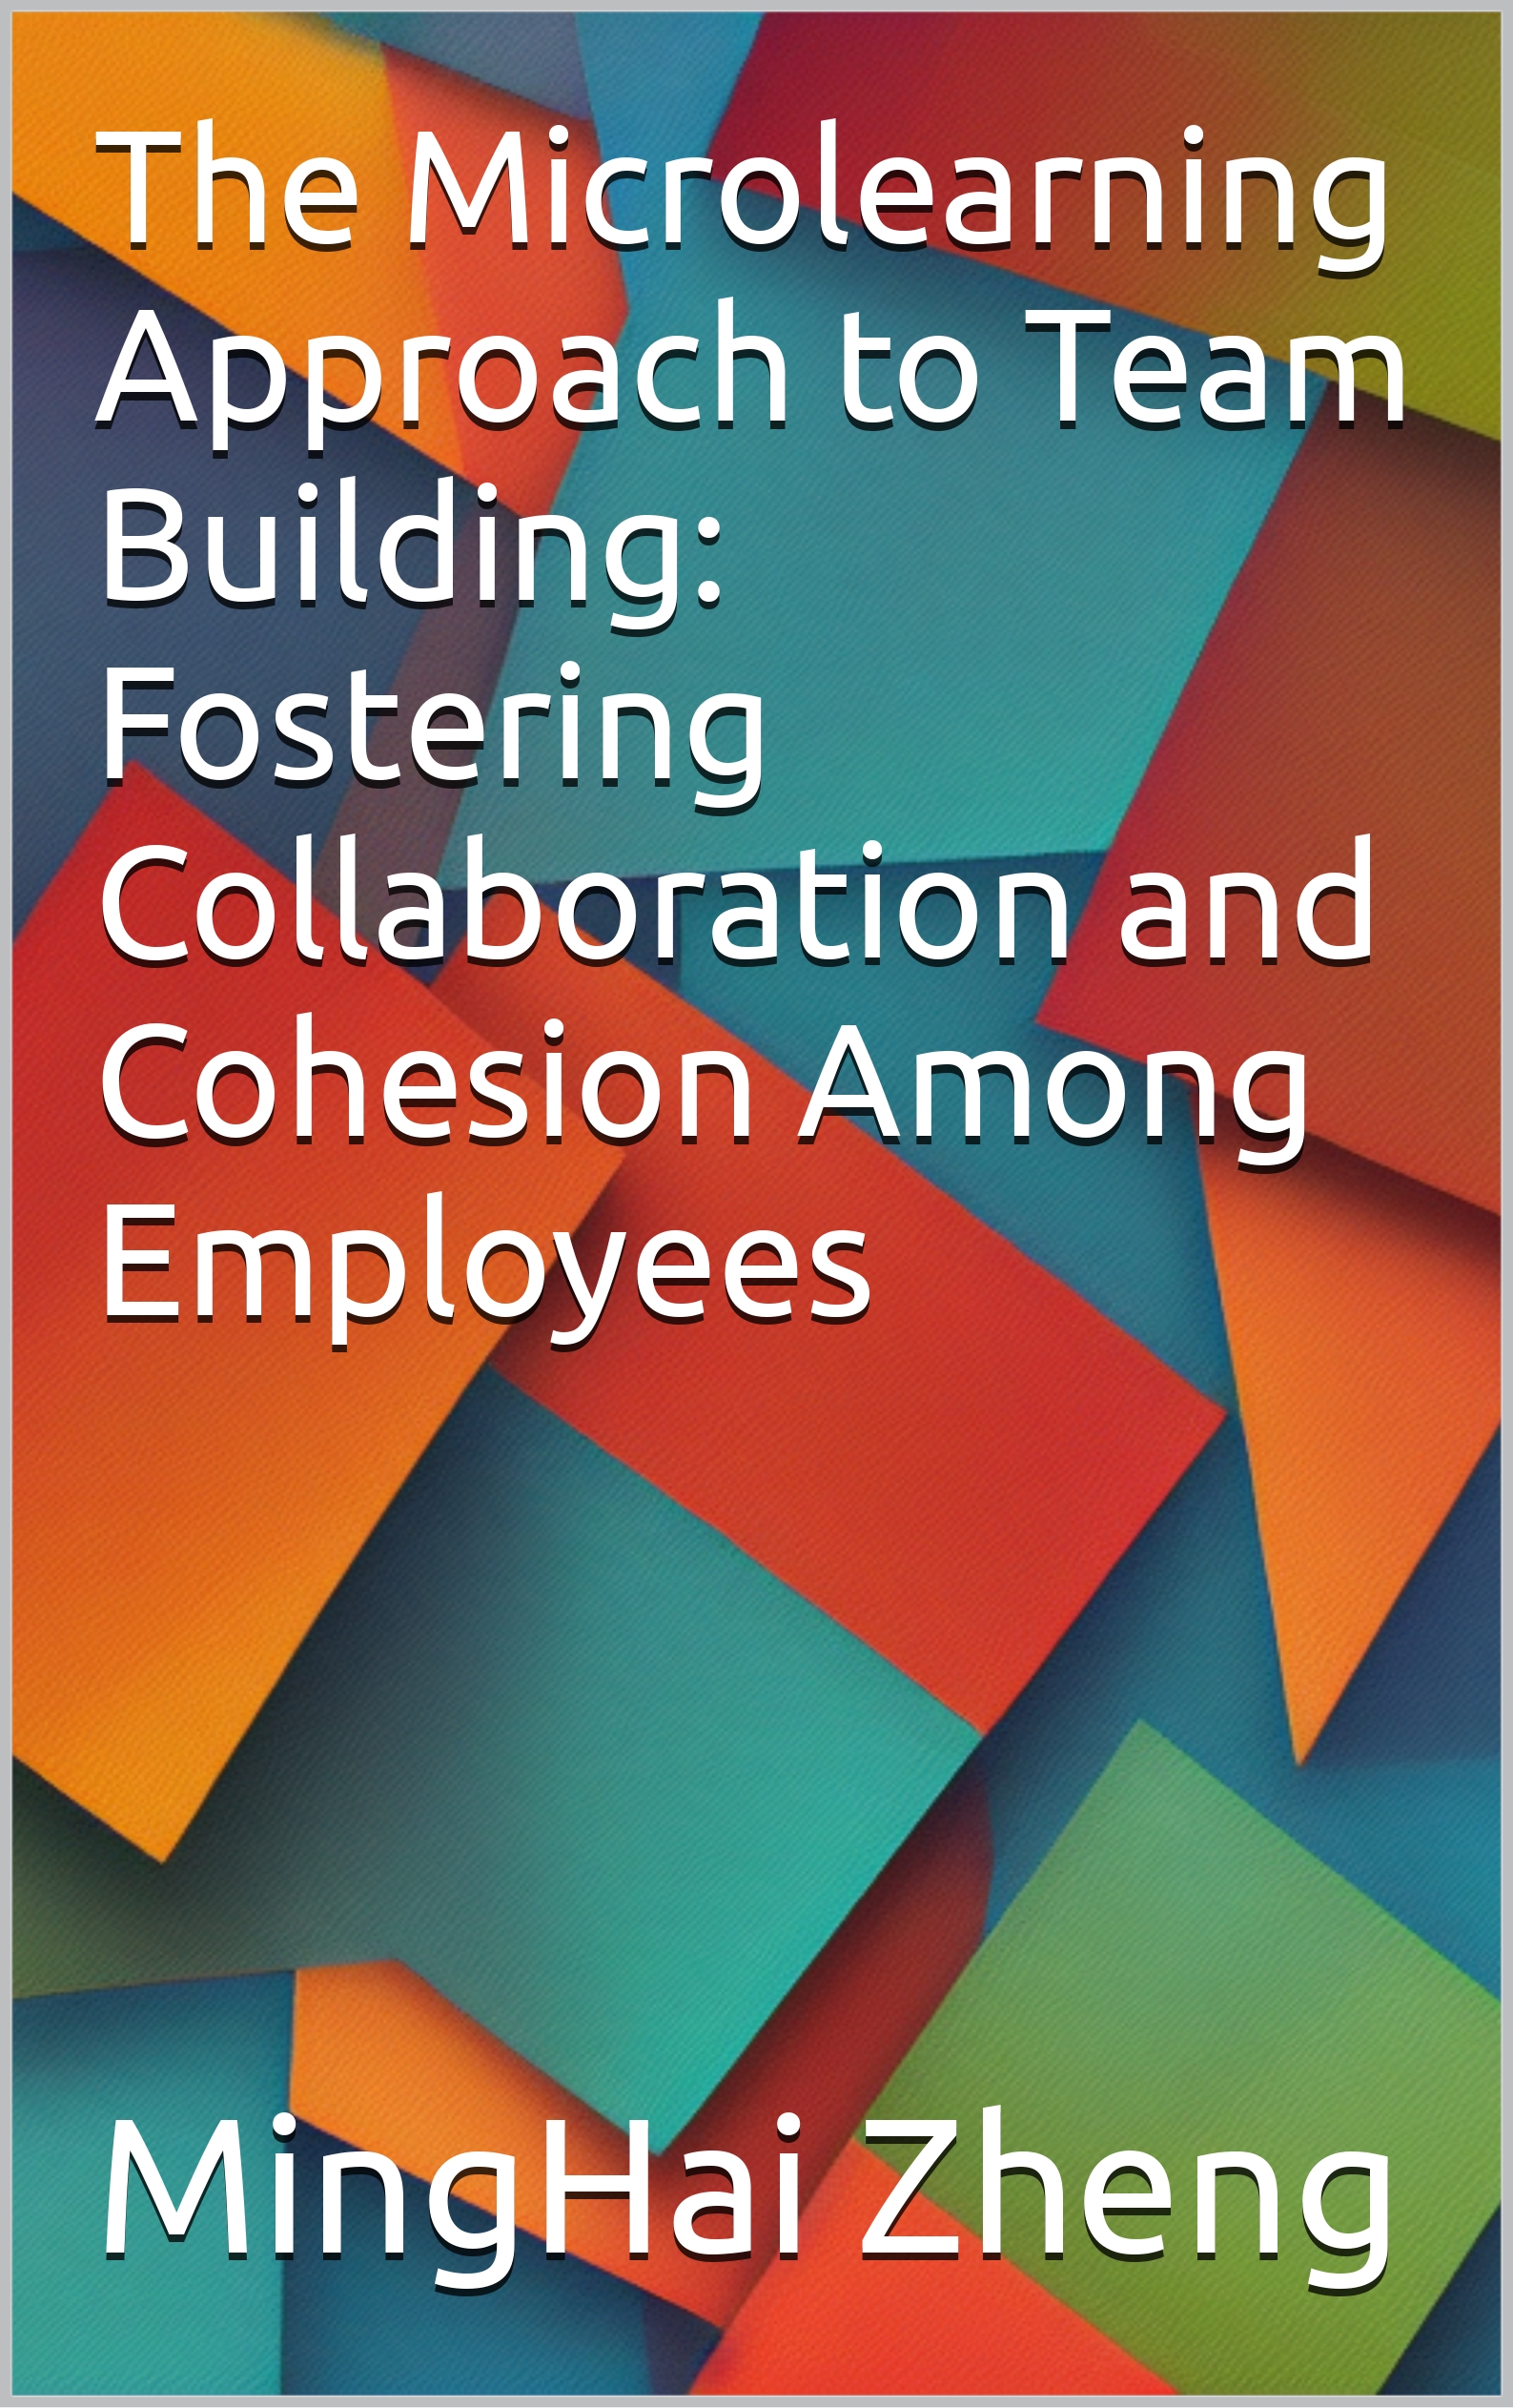 The Microlearning
Approach to Team
Building:
Fostering
Collaboration and
Cohesion Among
Employees
MingHai Zheng